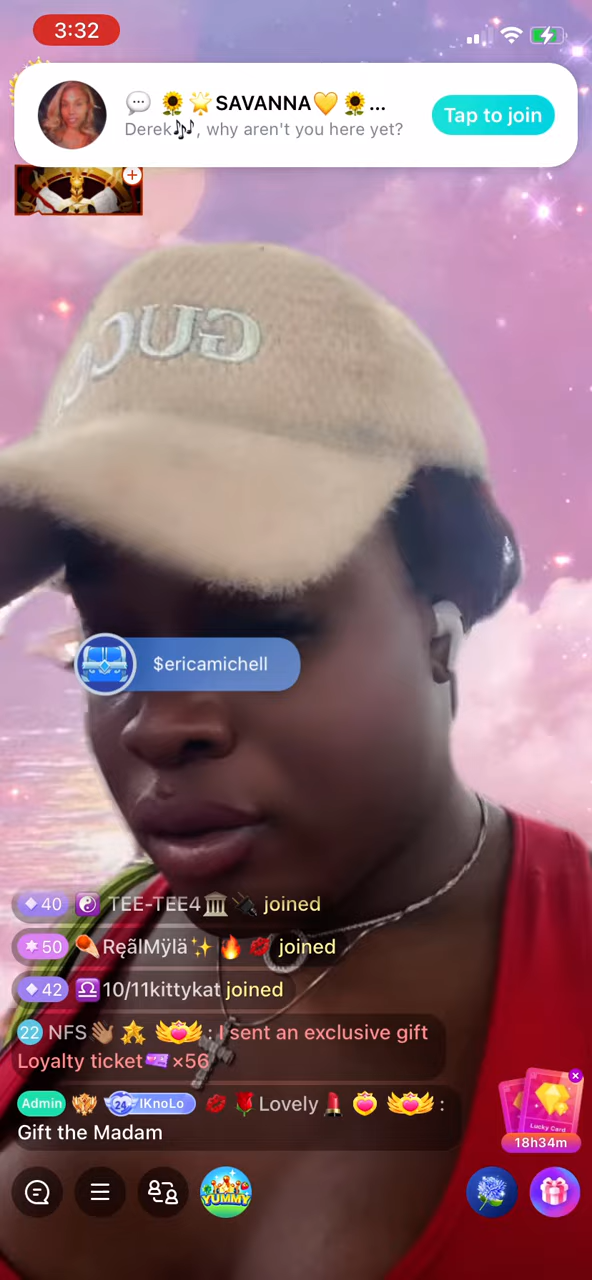 3:32
SAVANNA...
Derek, why aren't you here yet?
Tap to join
GUCC
$ericamichell
40 TEE-TEE4 joined
50 RęãlMÿlä joined
42 10/11kittykat joined
22 NFS : I sent an exclusive gift
Loyalty ticket ×56
Admin 24 IKnoLo Lovely :
Gift the Madam
Lucky Card
18h34m
YUMMY